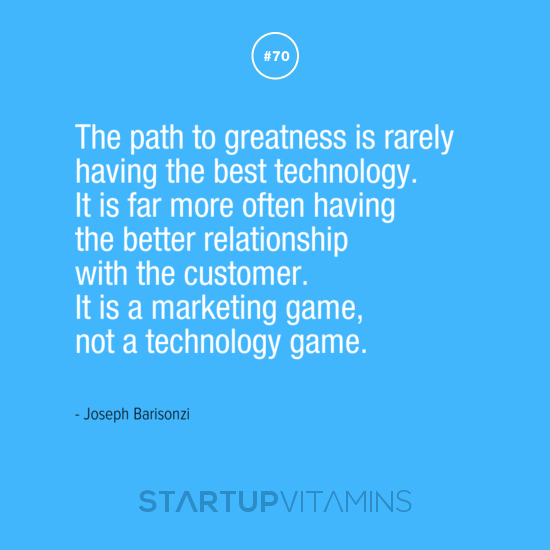 #70
The path to greatness is rarely
having the best technology.
It is far more often having
the better relationship
with the customer.
It is a marketing game,
not a technology game.
- Joseph Barisonzi
STARTUPVITAMINS